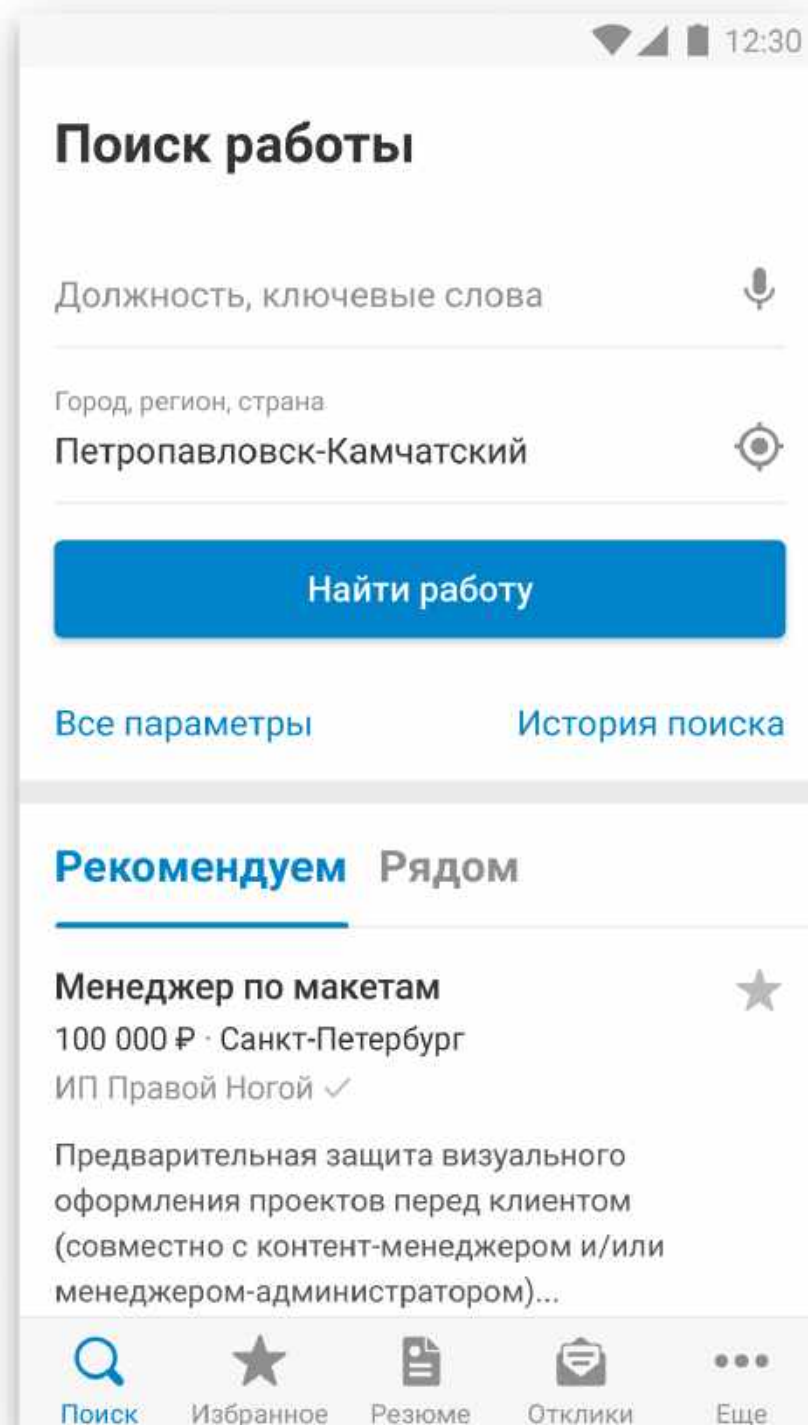 12:30
Поиск работы
Должность, ключевые слова
Город, регион, страна
Петропавловск-Камчатский
Найти работу
Все параметры История поиска
Рекомендуем Рядом
Менеджер по макетам
100 000 ₽ · Санкт-Петербург
ИП Правой Ногой
Предварительная защита визуального
оформления проектов перед клиентом
(совместно с контент-менеджером и/или
менеджером-администратором)...
Поиск Избранное Резюме Отклики Еще